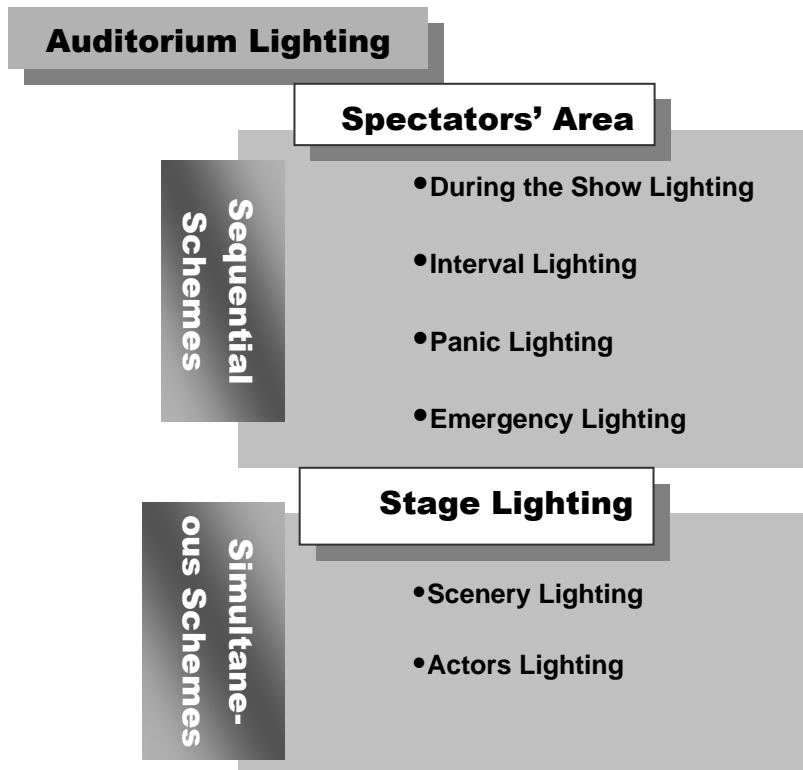 Auditorium Lighting
Spectators’ Area
Sequential
Schemes
•During the Show Lighting
•Interval Lighting
•Panic Lighting
•Emergency Lighting
Stage Lighting
Simultane-
ous Schemes
•Scenery Lighting
•Actors Lighting